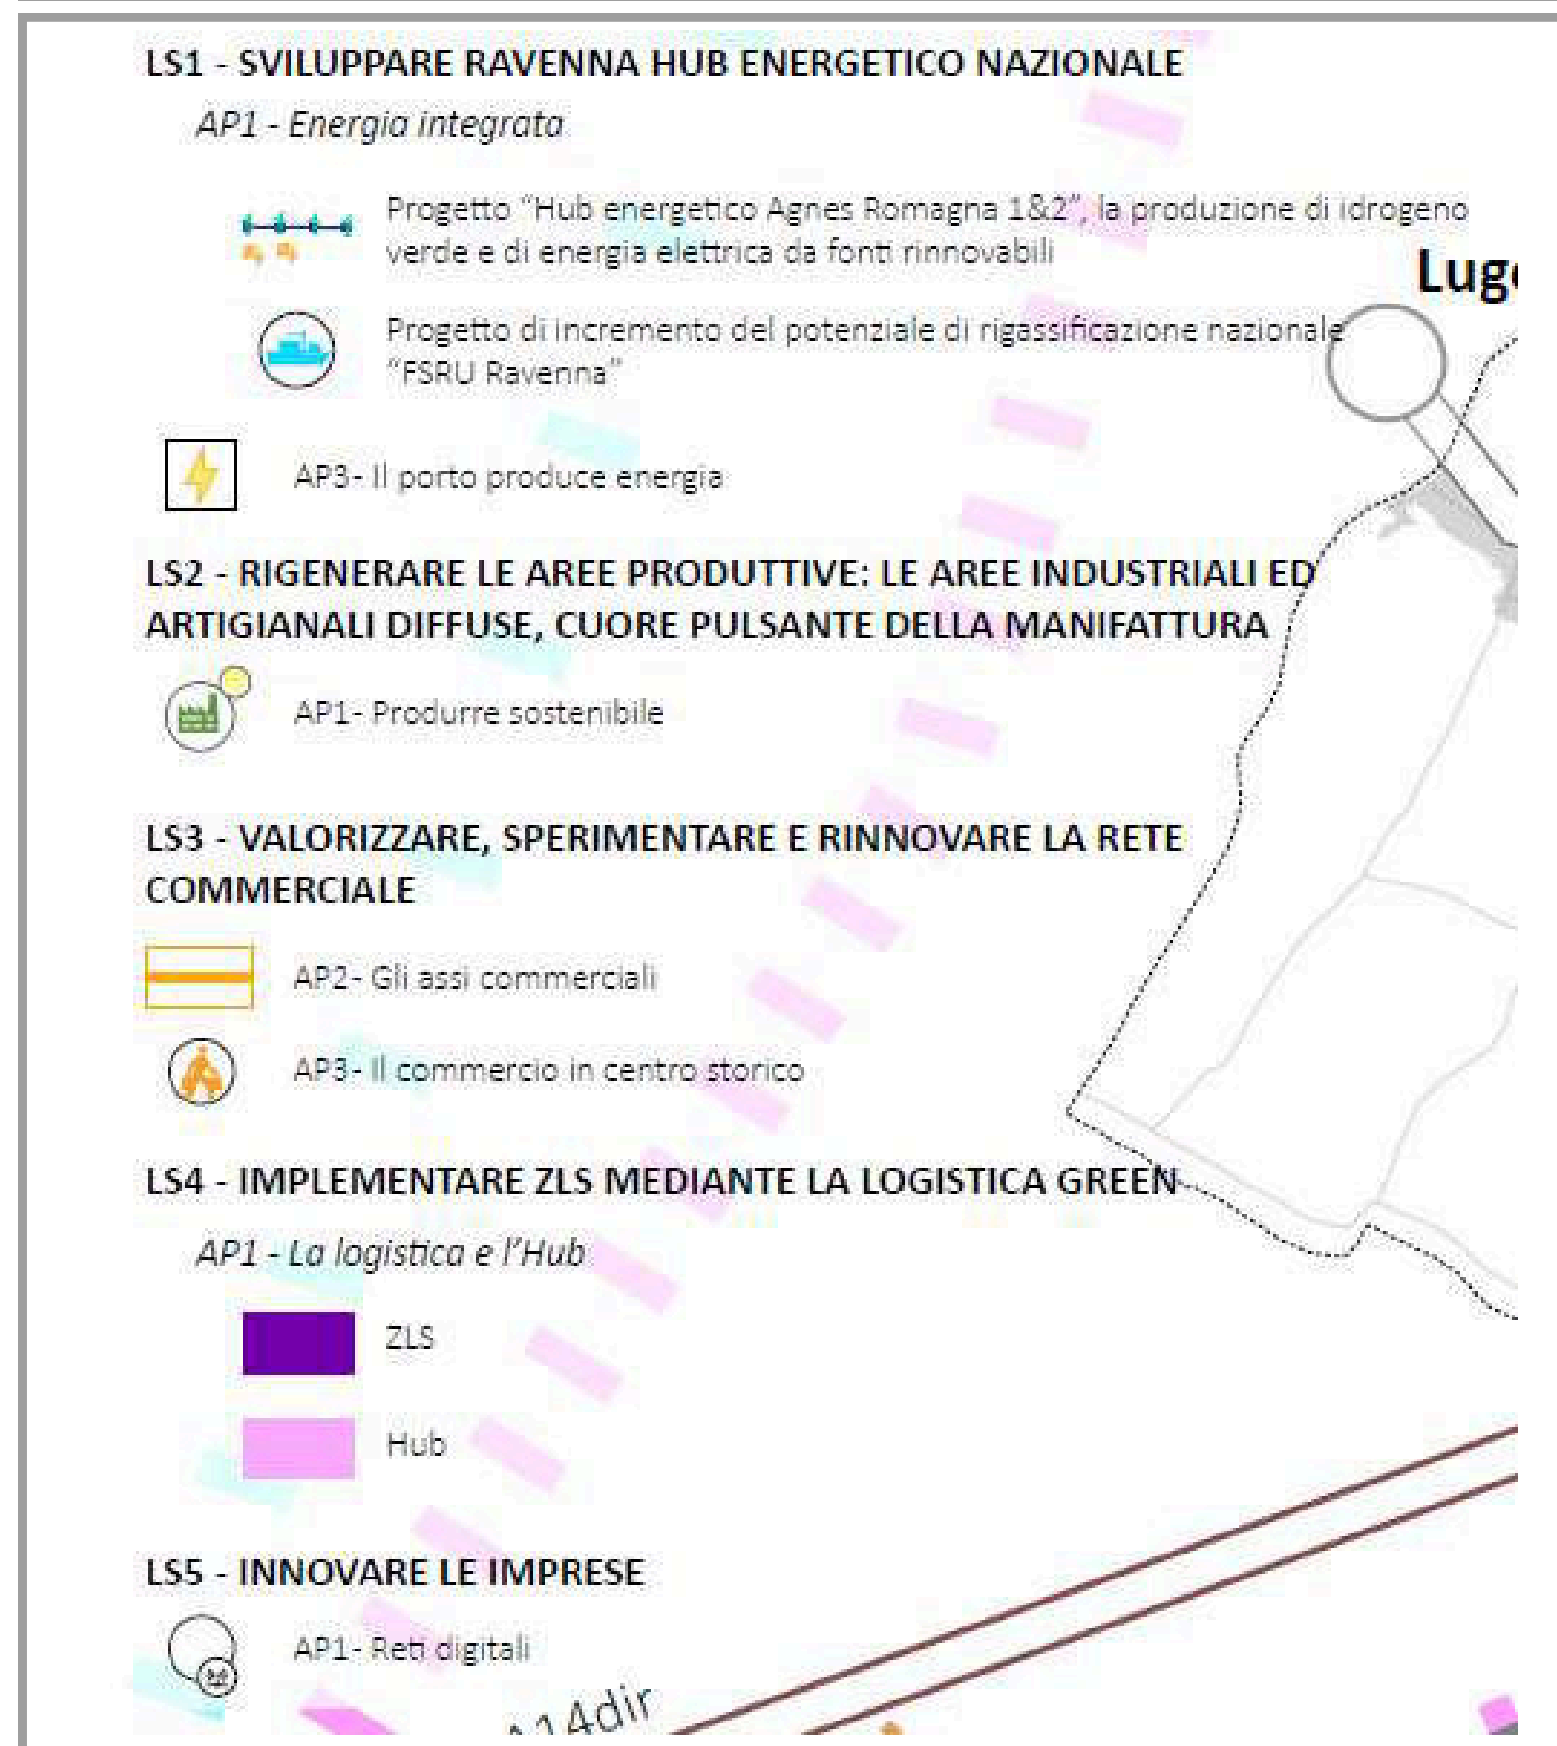 LS1 - SVILUPPARE RAVENNA HUB ENERGETICO NAZIONALE
AP1 - Energia integrata
Progetto “Hub energetico Agnes Romagna 1&2”, la produzione di idrogeno
verde e di energia elettrica da fonti rinnovabili
Progetto di incremento del potenziale di rigassificazione nazionale
“FSRU Ravenna”
AP3- Il porto produce energia
LS2 - RIGENERARE LE AREE PRODUTTIVE: LE AREE INDUSTRIALI ED
ARTIGIANALI DIFFUSE, CUORE PULSANTE DELLA MANIFATTURA
AP1- Produrre sostenibile
LS3 - VALORIZZARE, SPERIMENTARE E RINNOVARE LA RETE
COMMERCIALE
AP2- Gli assi commerciali
AP3- Il commercio in centro storico
LS4 - IMPLEMENTARE ZLS MEDIANTE LA LOGISTICA GREEN
AP1 - La logistica e l’Hub
ZLS
Hub
LS5 - INNOVARE LE IMPRESE
AP1- Reti digitali
A14dir